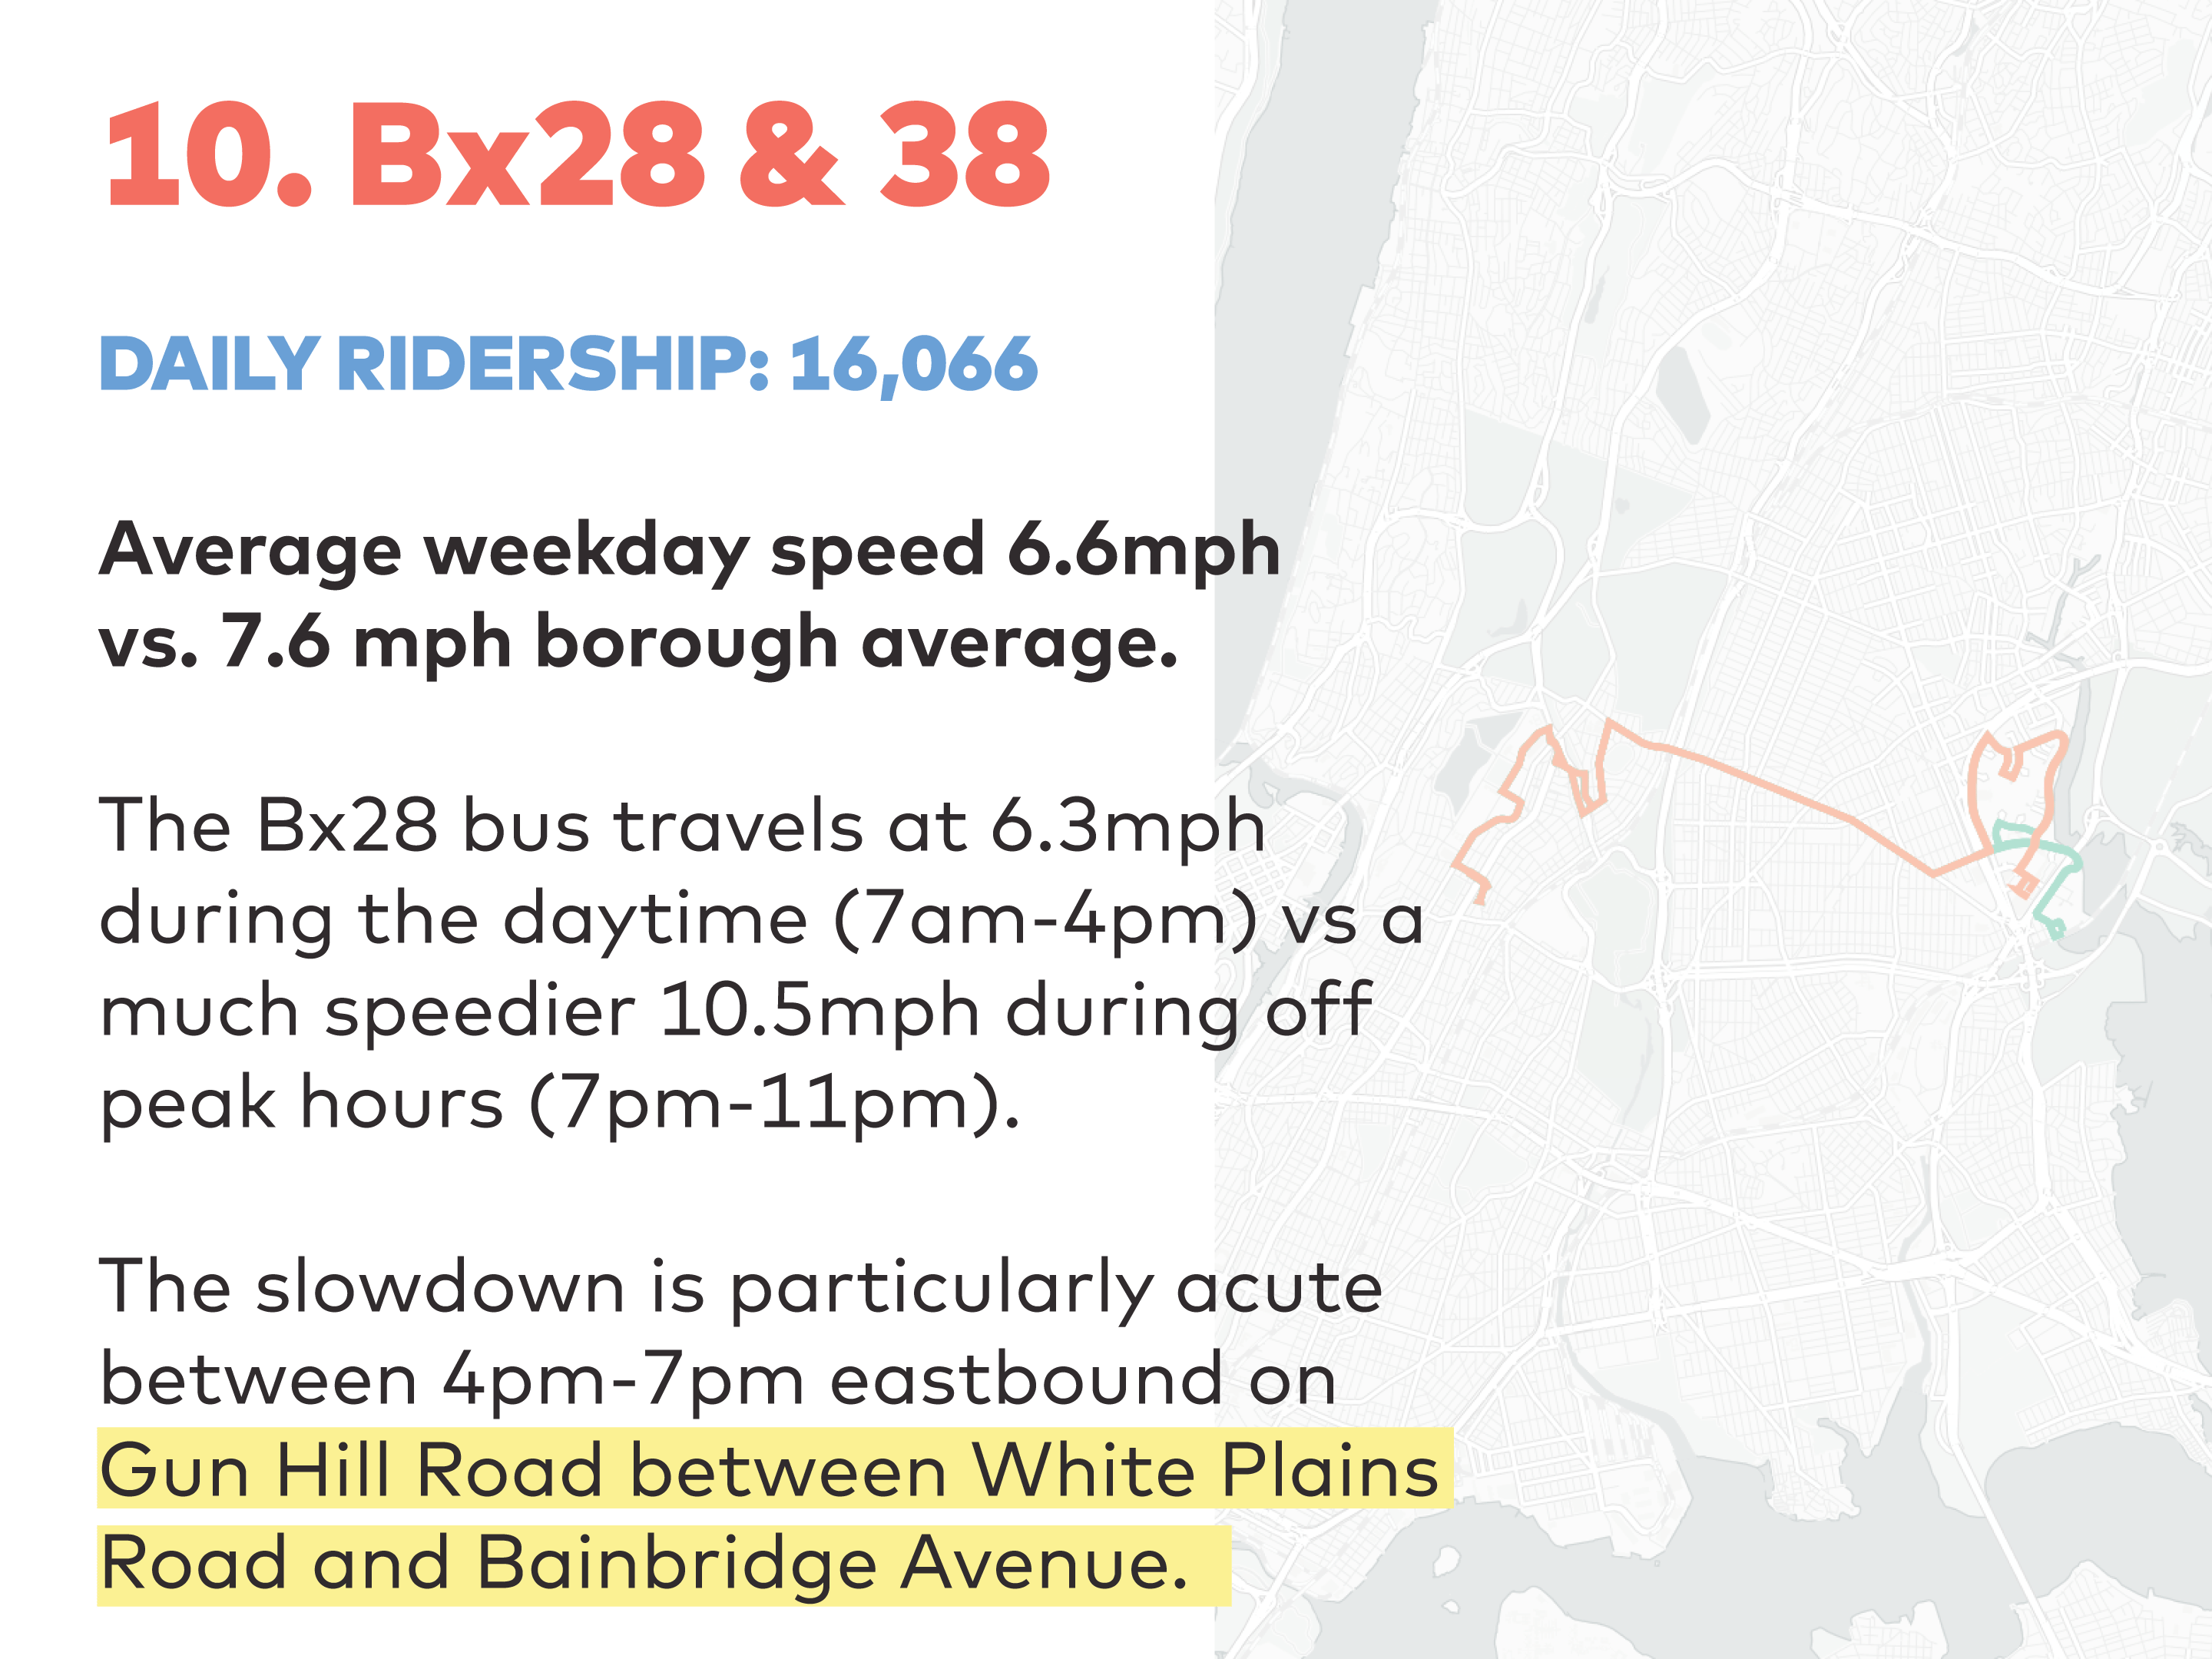 10. Bx28 & 38
DAILY RIDERSHIP: 16,066
Average weekday speed 6.6mph
vs. 7.6 mph borough average.
The Bx28 bus travels at 6.3mph
during the daytime (7am-4pm) vs a
much speedier 10.5mph during off
peak hours (7pm-11pm).
The slowdown is particularly acute
between 4pm-7pm eastbound on
Gun Hill Road between White Plains
Road and Bainbridge Avenue.